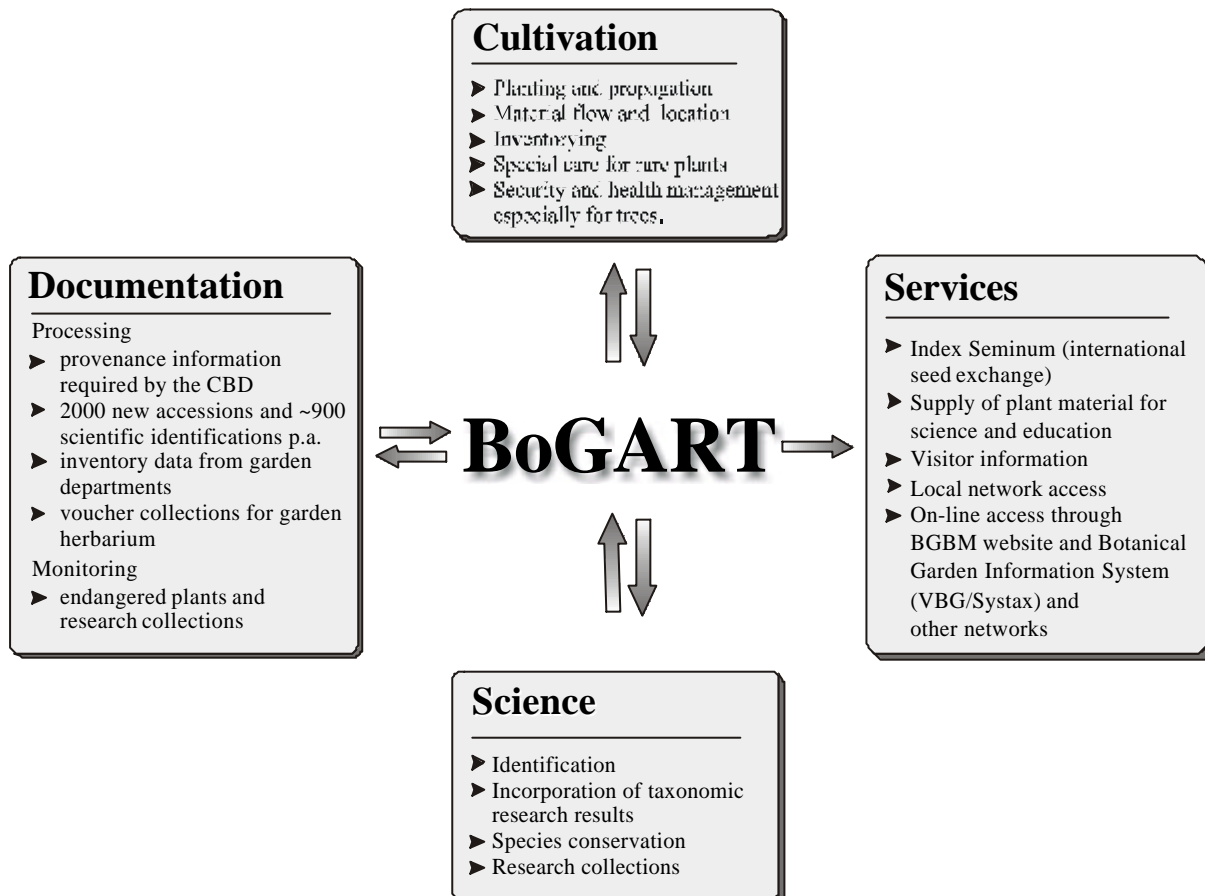 Cultivation
Planting and propigation
Material flow and location
Inventorying
Special care for rare plants
Security and health management
especially for trees.
Documentation
Processing
provenance information
required by the CBD
2000 new accessions and ~900
scientific identifications p.a.
inventory data from garden
departments
voucher collections for garden
herbarium
Monitoring
endangered plants and
research collections
BoGART
Services
Index Seminum (international
seed exchange)
Supply of plant material for
science and education
Visitor information
Local network access
On-line access through
BGBM website and Botanical
Garden Information System
(VBG/Systax) and
other networks
Science
Identification
Incorporation of taxonomic
research results
Species conservation
Research collections